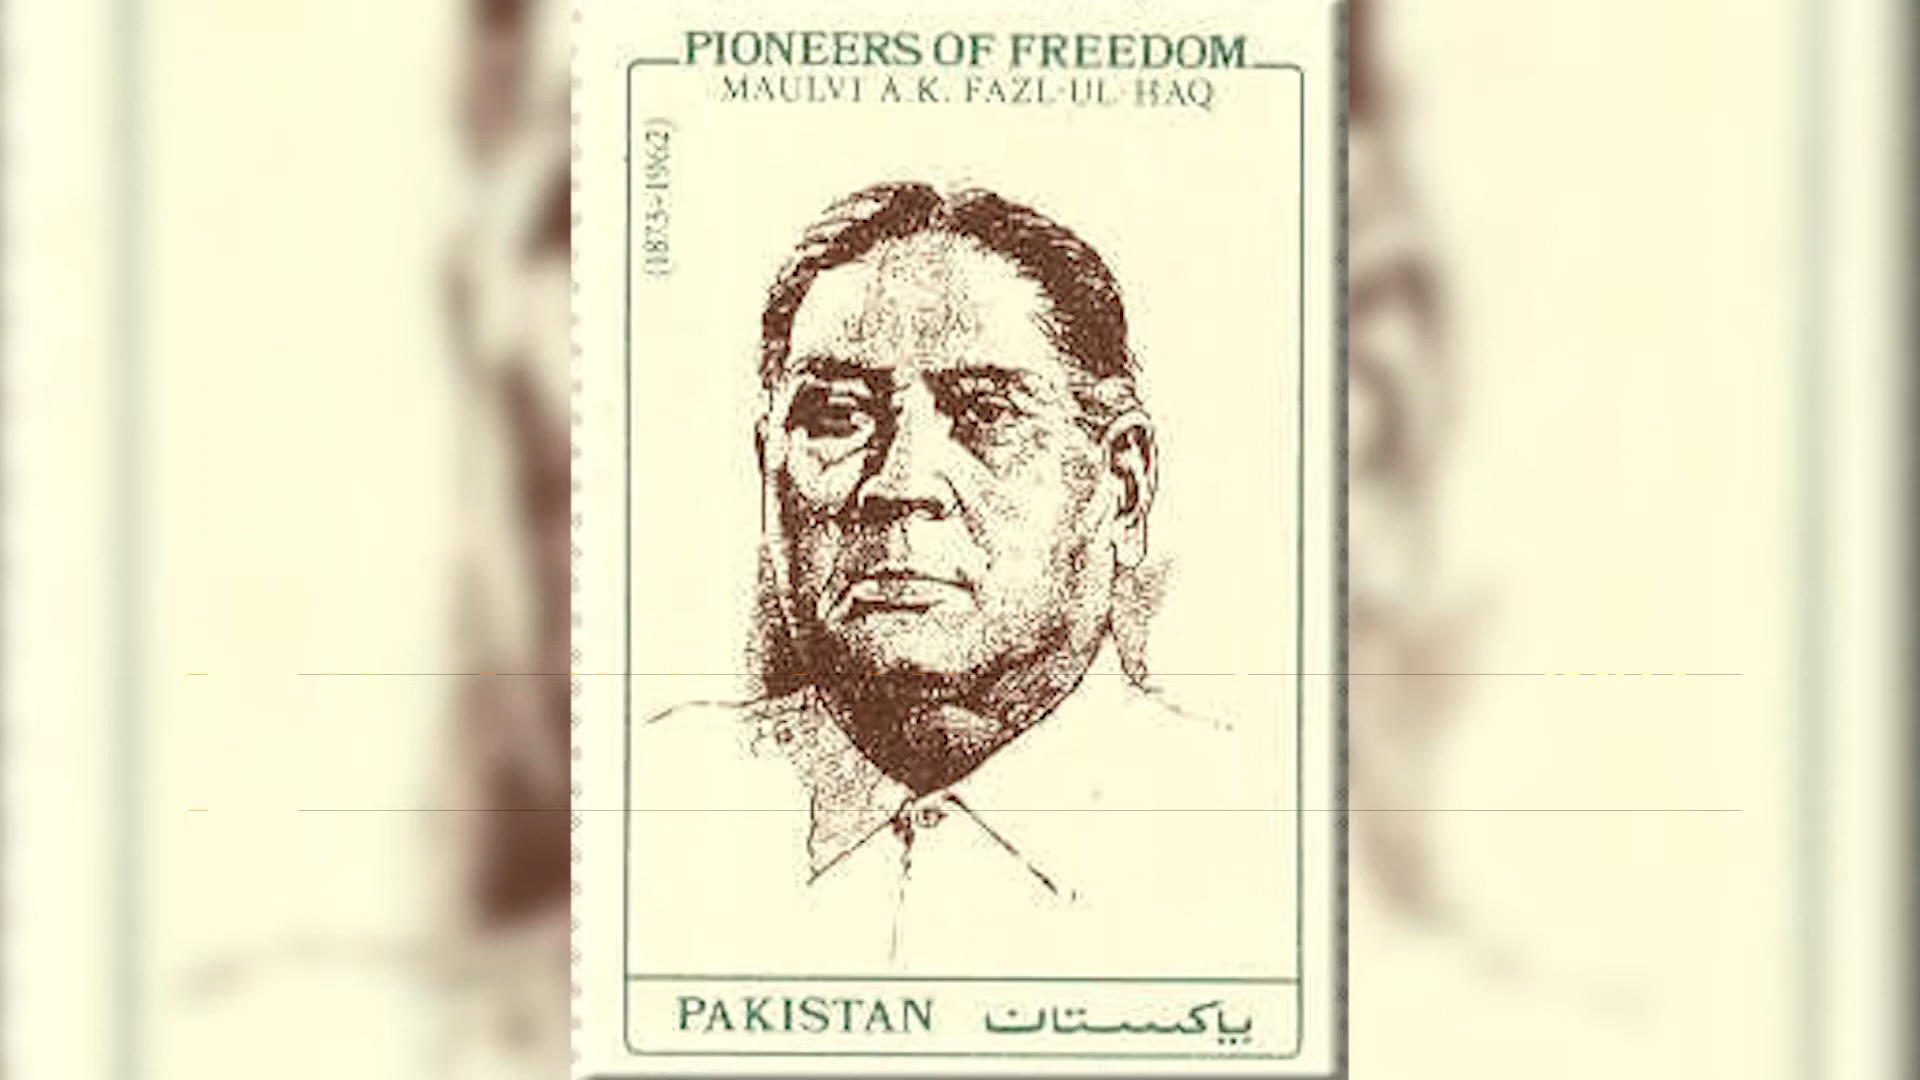 PIONEERS OF FREEDOM
MAULVI A.K. FAZL-UL-HAQ
(1873-1962)
PAKISTAN پاکستان